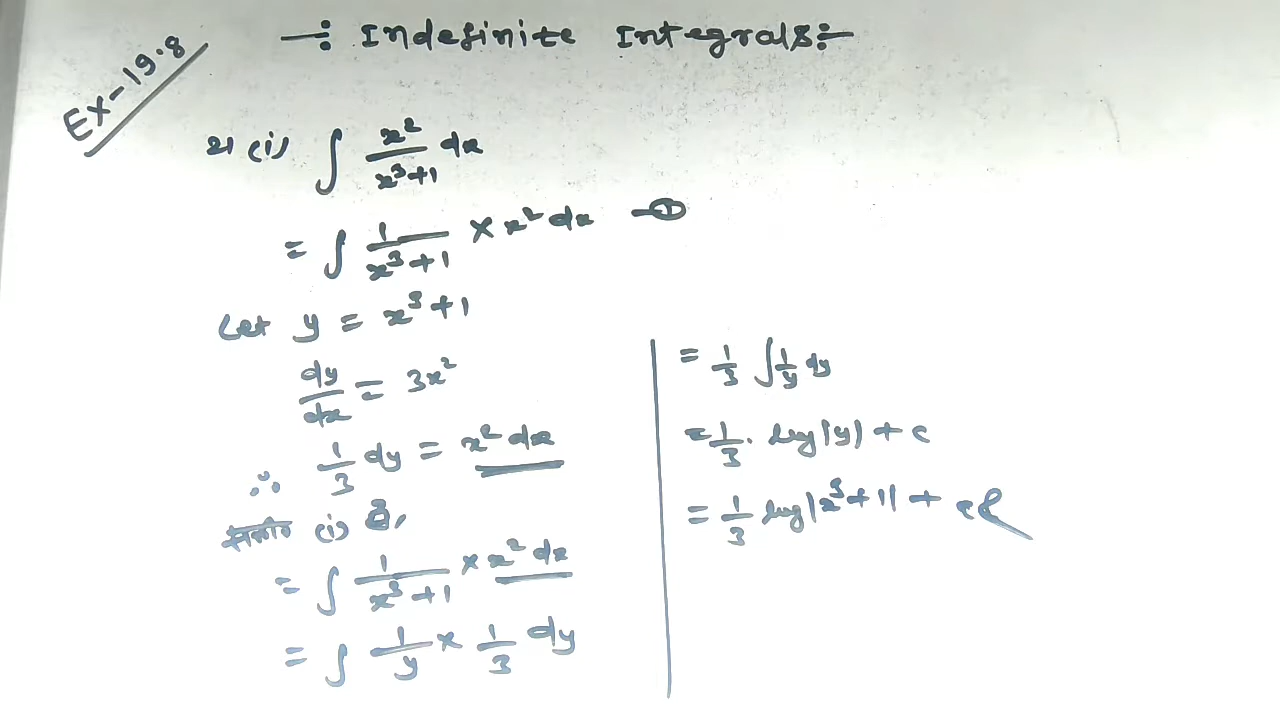 -: Indefinite Integrals :-
Ex-19.8
(i) ∫ x²/(x³+1) dx
= ∫ 1/(x³+1) × x² dx —①
Let y = x³+1
dy/dx = 3x²
∴ 1/3 dy = x² dx
(i) से,
= ∫ 1/(x³+1) × x² dx
= ∫ 1/y × 1/3 dy
= 1/3 ∫ 1/y dy
= 1/3 · log|y| + c
= 1/3 log|x³+1| + c